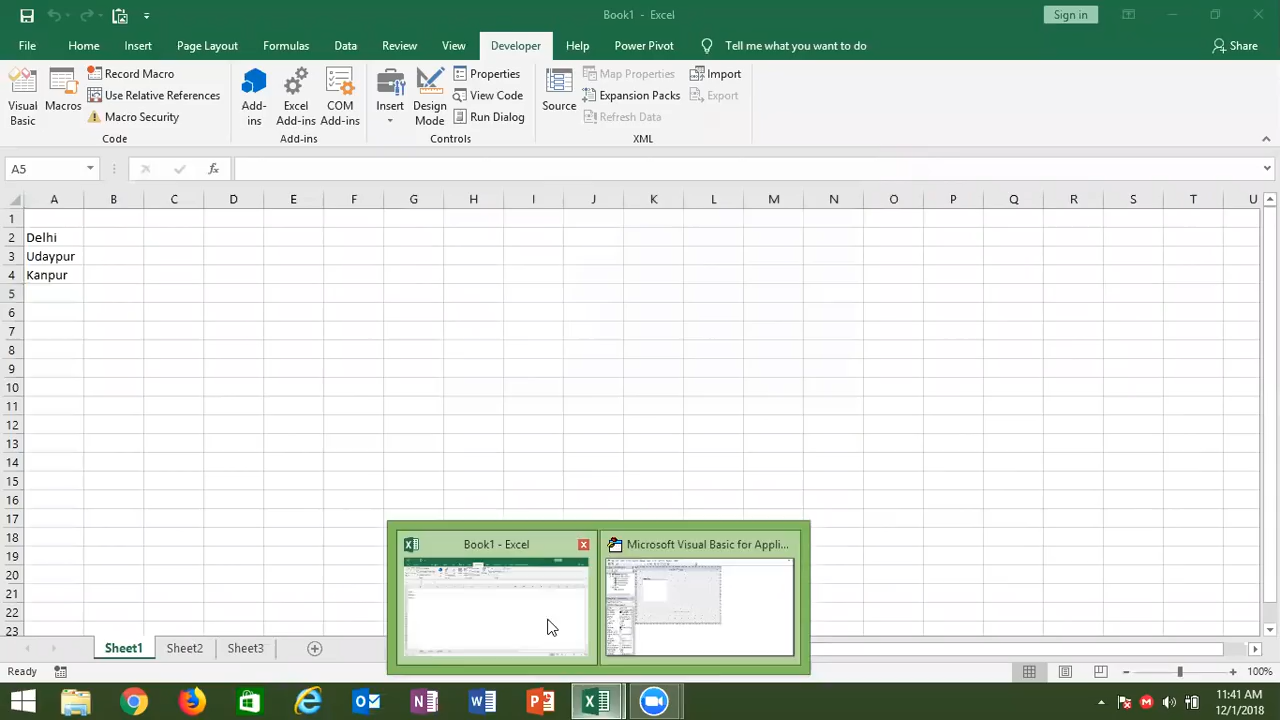 Book1 - Excel
Sign in
File Home Insert Page Layout Formulas Data Review View Developer Help Power Pivot Tell me what you want to do Share
Visual Basic
Macros
Record Macro
Use Relative References
Macro Security
Code
Add-ins
Excel Add-ins
COM Add-ins
Add-ins
Insert
Design Mode
Properties
View Code
Run Dialog
Controls
Source
Map Properties
Expansion Packs
Refresh Data
Import
Export
XML
A5
fx
A B C D E F G H I J K L M N O P Q R S T U
1
2 Delhi
3 Udaypur
4 Kanpur
5
6
7
8
9
10
11
12
13
14
15
16
17
18
19
20
21
22
23
Book1 - Excel
Microsoft Visual Basic for Appli...
Sheet1 Sheet2 Sheet3
Ready
100%
11:41 AM
12/1/2018